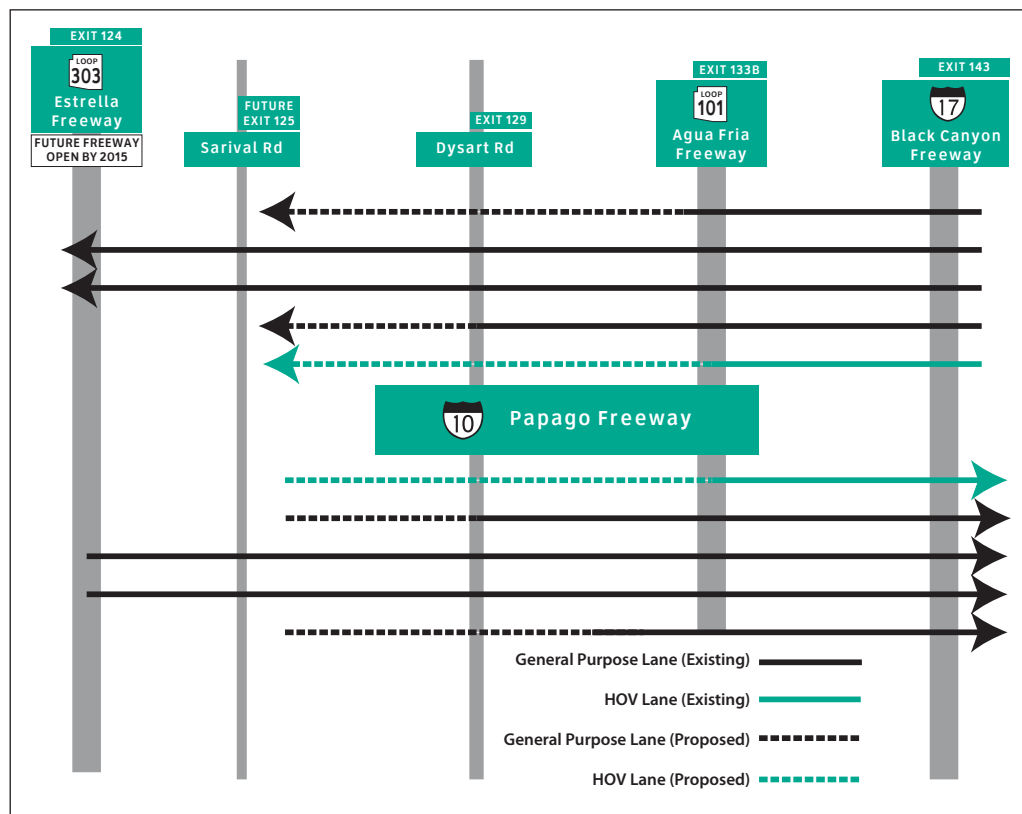 EXIT 124
LOOP
303
Estrella
Freeway
FUTURE FREEWAY
OPEN BY 2015
FUTURE
EXIT 125
Sarival Rd
EXIT 129
Dysart Rd
EXIT 133B
LOOP
101
Agua Fria
Freeway
EXIT 143
17
Black Canyon
Freeway
10 Papago Freeway
General Purpose Lane (Existing)
HOV Lane (Existing)
General Purpose Lane (Proposed)
HOV Lane (Proposed)